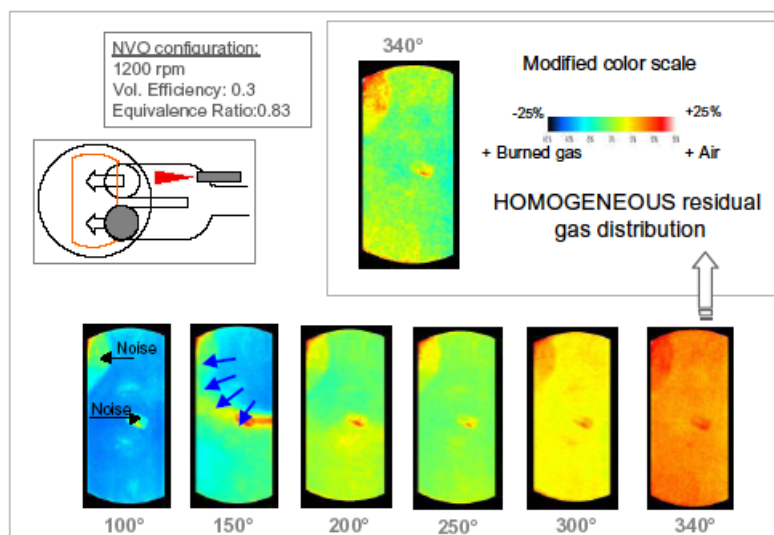 NVO configuration:
1200 rpm
Vol. Efficiency: 0.3
Equivalence Ratio:0.83
340°
Modified color scale
-25%
+25%
+ Burned gas
+ Air
HOMOGENEOUS residual
gas distribution
Noise
Noise
100°
150°
200°
250°
300°
340°